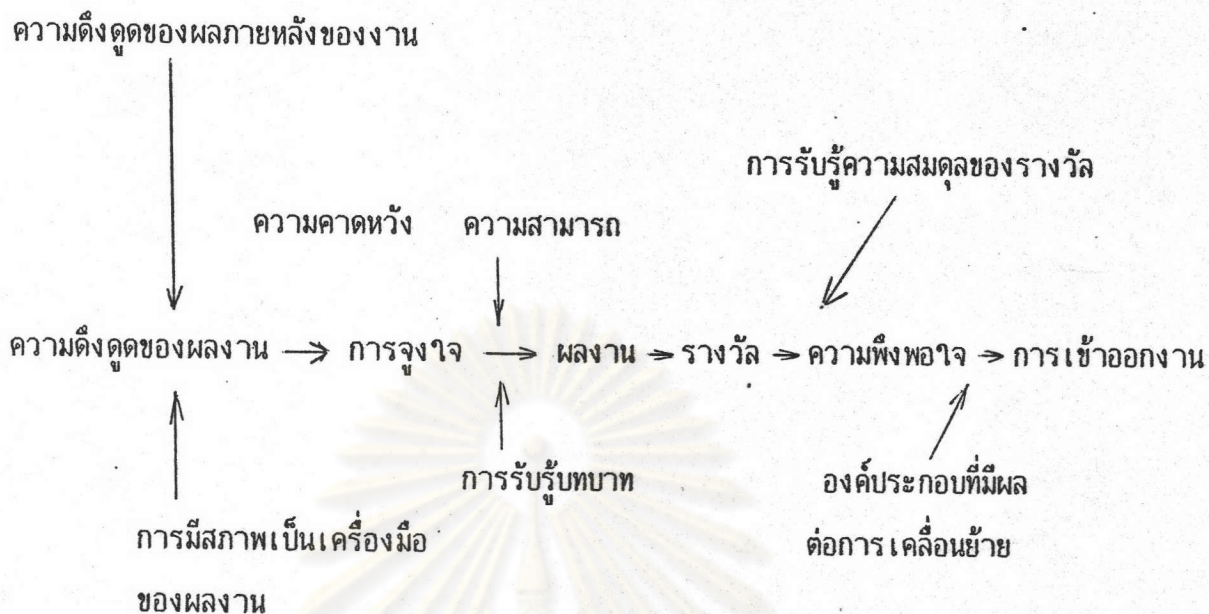 ความดึงดูดของผลภายหลังของงาน
การรับรู้ความสมดุลของรางวัล
ความคาดหวัง ความสามารถ
ความดึงดูดของผลงาน → การจูงใจ → ผลงาน → รางวัล → ความพึงพอใจ → การเข้าออกงาน
การรับรู้บทบาท องค์ประกอบที่มีผล
การมีสภาพเป็นเครื่องมือ ต่อการเคลื่อนย้าย
ของผลงาน